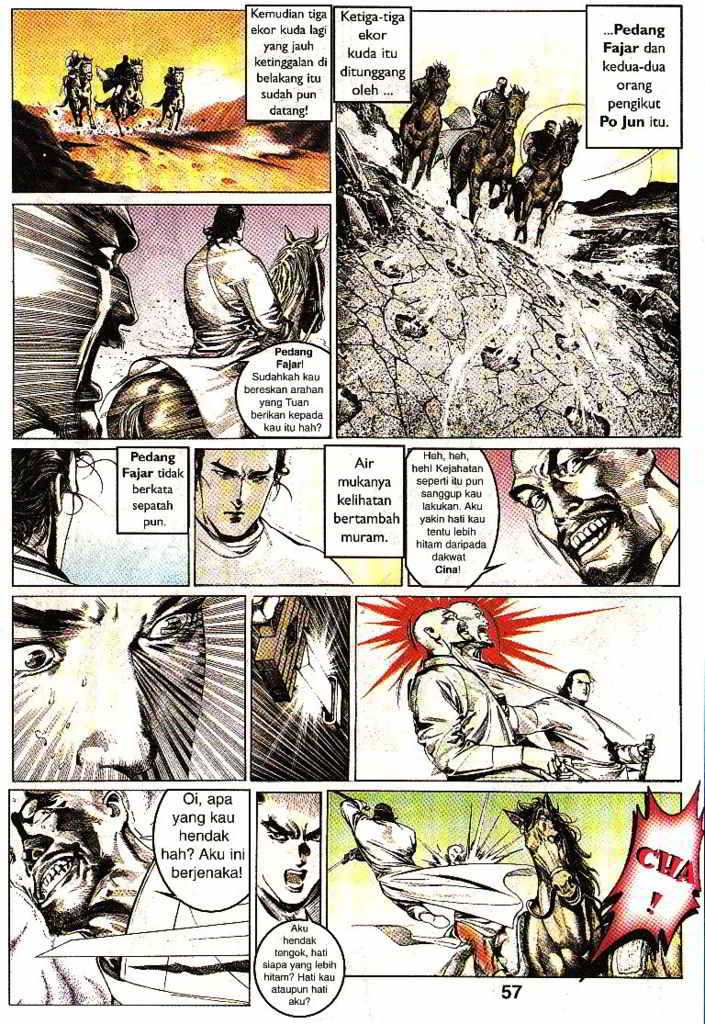 Kemudian tiga
ekor kuda lagi
yang jauh
ketinggalan di
belakang itu
sudah pun
datang!
Ketiga-tiga
ekor
kuda itu
ditunggang
oleh ...
...Pedang
Fajar dan
kedua-dua
orang
pengikut
Po Jun itu.
Pedang
Fajar!
Sudahkah kau
bereskan arahan
yang Tuan
berikan kepada
kau itu hah?
Pedang
Fajar tidak
berkata
sepatah
pun.
Air
mukanya
kelihatan
bertambah
muram.
Heh, heh,
heh! Kejahatan
seperti itu pun
sanggup kau
lakukan. Aku
yakin hati kau
tentu lebih
hitam daripada
dakwat
Cina!
Oi, apa
yang kau
hendak
hah? Aku ini
berjenaka!
Aku
hendak
tengok, hati
siapa yang lebih
hitam? Hati kau
ataupun hati
aku?
CHA
!
57